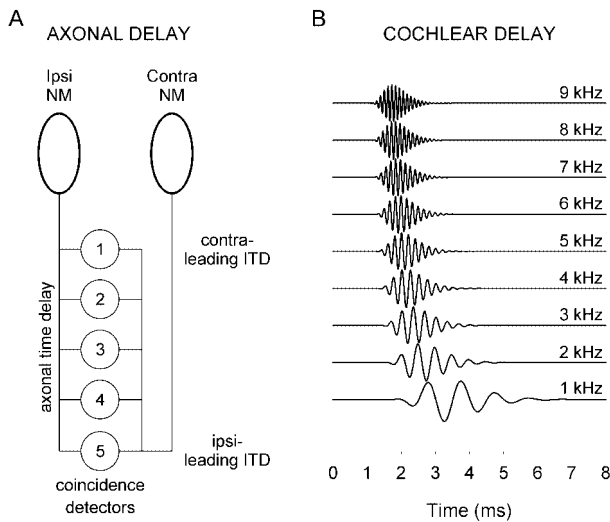 A
AXONAL DELAY
Ipsi
NM
Contra
NM
axonal time delay
1
2
3
4
5
contra-
leading ITD
ipsi-
leading ITD
coincidence
detectors
B
COCHLEAR DELAY
9 kHz
8 kHz
7 kHz
6 kHz
5 kHz
4 kHz
3 kHz
2 kHz
1 kHz
0 1 2 3 4 5 6 7 8
Time (ms)